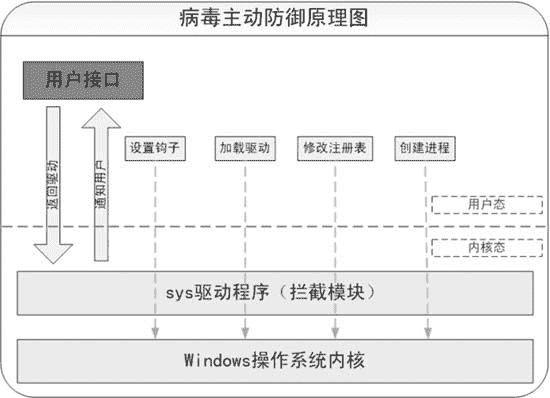 病毒主动防御原理图
用户接口
设置钩子
加载驱动
修改注册表
创建进程
返回驱动
通知用户
用户态
内核态
sys驱动程序（拦截模块）
Windows操作系统内核